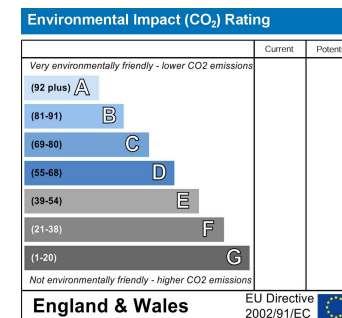 Environmental Impact (CO₂) Rating
Current
Very environmentally friendly - lower CO2 emissions
(92 plus) A
(81-91) B
(69-80) C
(55-68) D
(39-54) E
(21-38) F
(1-20) G
Not environmentally friendly - higher CO2 emissions
England & Wales
EU Directive
2002/91/EC